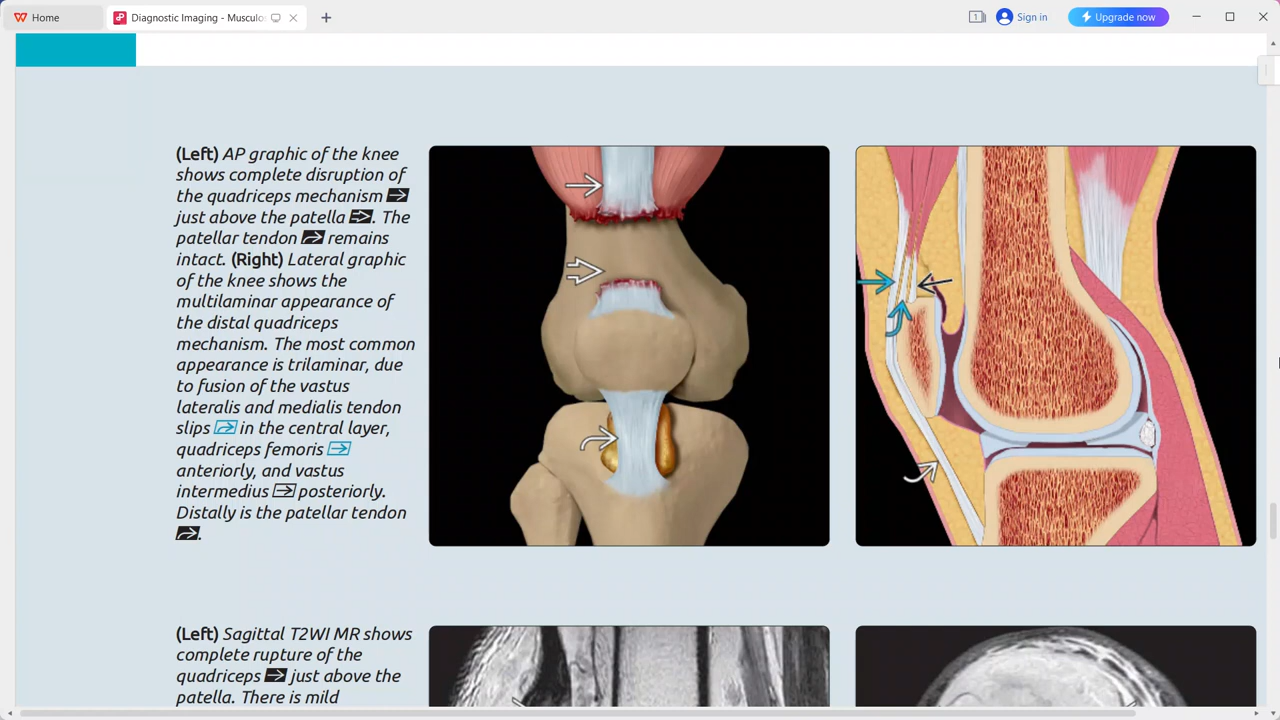 Home
Diagnostic Imaging - Musculos
1
Sign in
Upgrade now
(Left) AP graphic of the knee
shows complete disruption of
the quadriceps mechanism
just above the patella . The
patellar tendon remains
intact. (Right) Lateral graphic
of the knee shows the
multilaminar appearance of
the distal quadriceps
mechanism. The most common
appearance is trilaminar, due
to fusion of the vastus
lateralis and medialis tendon
slips in the central layer,
quadriceps femoris
anteriorly, and vastus
intermedius posteriorly.
Distally is the patellar tendon
.
(Left) Sagittal T2WI MR shows
complete rupture of the
quadriceps just above the
patella. There is mild